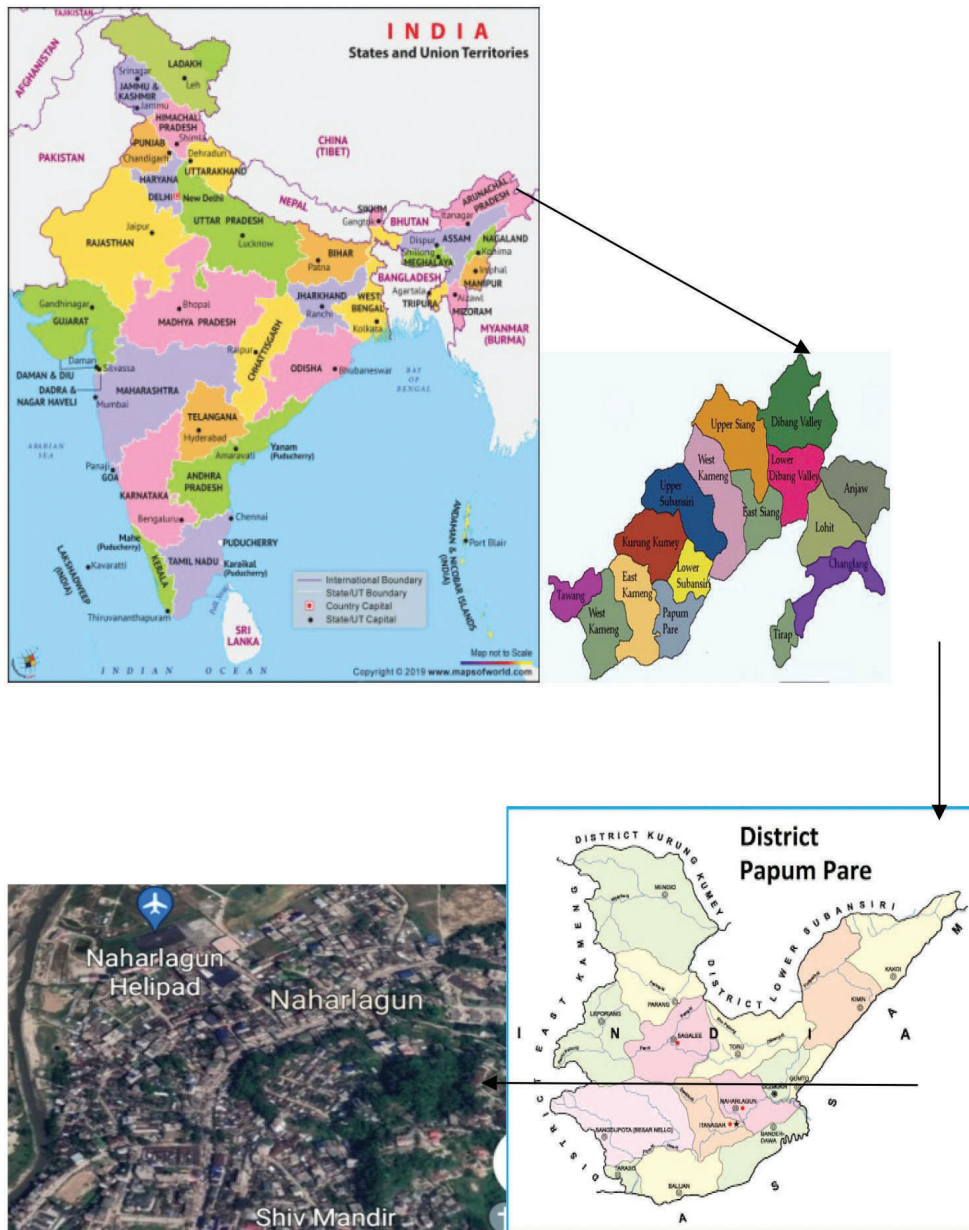 TAJIKISTAN
INDIA
States and Union Territories
AFGHANISTAN
LADAKH
Srinagar
Leh
JAMMU &
KASHMIR
Jammu
HIMACHAL
PRADESH
Shimla
PUNJAB
Chandigarh
Dehradun
UTTARAKHAND
PAKISTAN
CHINA
(TIBET)
HARYANA
DELHI
New Delhi
NEPAL
ARUNACHAL
PRADESH
SIKKIM
Gangtok
BHUTAN
Itanagar
RAJASTHAN
Jaipur
UTTAR PRADESH
Lucknow
Dispur
ASSAM
NAGALAND
Kohima
Shillong
MEGHALAYA
BIHAR
Patna
BANGLADESH
Imphal
MANIPUR
Agartala
TRIPURA
Aizawl
MIZORAM
MYANMAR
(BURMA)
Gandhinagar
GUJARAT
Bhopal
MADHYA PRADESH
JHARKHAND
Ranchi
WEST
BENGAL
Kolkata
Daman
Silvassa
DAMAN & DIU
DADRA &
NAGAR HAVELI
Raipur
CHHATTISGARH
ODISHA
Bhubaneswar
BAY
OF
BENGAL
MAHARASHTRA
Mumbai
TELANGANA
Hyderabad
Yanam
(Puducherry)
Amaravati
ARABIAN
SEA
Panaji
GOA
KARNATAKA
ANDHRA
PRADESH
Bengaluru
Chennai
Mahe
(Puducherry)
PUDUCHERRY
Karaikal
(Puducherry)
TAMIL NADU
KERALA
LAKSHADWEEP
(INDIA)
Kavaratti
Thiruvananthapuram
Palk Strait
SRI
LANKA
ANDAMAN & NICOBAR ISLANDS
(INDIA)
Port Blair
International Boundary
State/UT Boundary
Country Capital
State/UT Capital
Map not to Scale
INDIAN OCEAN
Copyright © 2019 www.mapsofworld.com
Upper Siang
Dibang Valley
West
Kameng
Lower
Dibang Valley
Anjaw
Upper
Subansiri
East Siang
Lohit
Kurung Kumey
Changlang
Lower
Subansiri
Tawang
East
Kameng
West
Kameng
Papum
Pare
Tirap
District
Papum Pare
DISTRICT KURUNG KUMEY
DISTRICT EAST KAMENG
DISTRICT LOWER SUBANSIRI
MENGIO
KAKOI
KIMIN
PARANG
LEPORIANG
SAGALEE
TORU
GUMTO
DOIMUKH
NAHARLAGUN
ITANAGAR
BANDER-
DAWA
SANGDUPOTA (BESAR NELLO)
TARASO
BALIJAN
I N D I A
A S S A M
Naharlagun
Helipad
Naharlagun
Shiv Mandir